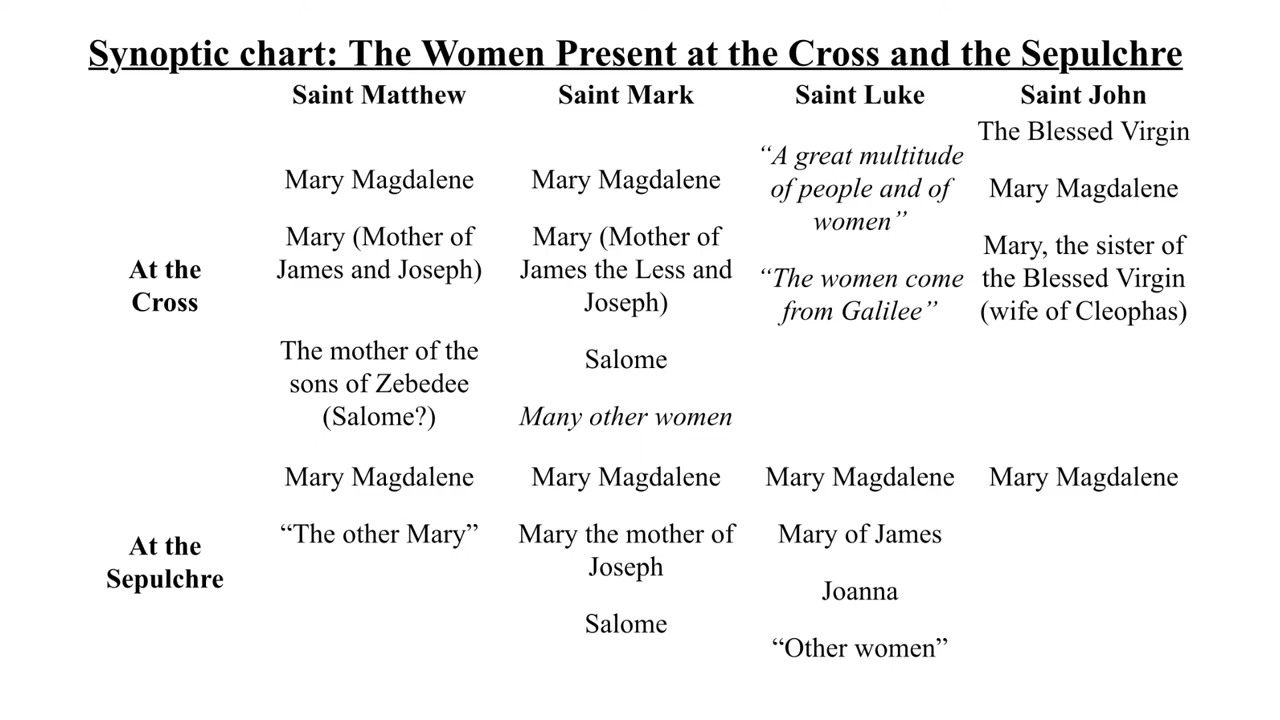 Synoptic chart: The Women Present at the Cross and the Sepulchre
Saint Matthew
Saint Mark
Saint Luke
Saint John
At the
Cross
Mary Magdalene
Mary (Mother of
James and Joseph)
The mother of the
sons of Zebedee
(Salome?)
Mary Magdalene
Mary (Mother of
James the Less and
Joseph)
Salome
Many other women
“A great multitude
of people and of
women”
“The women come
from Galilee”
The Blessed Virgin
Mary Magdalene
Mary, the sister of
the Blessed Virgin
(wife of Cleophas)
At the
Sepulchre
Mary Magdalene
“The other Mary”
Mary Magdalene
Mary the mother of
Joseph
Salome
Mary Magdalene
Mary of James
Joanna
“Other women”
Mary Magdalene